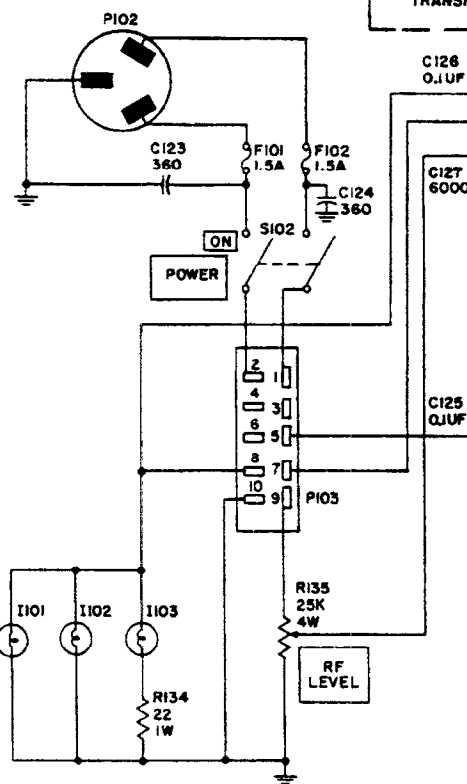 TRANSM
P102
C126
0.1UF
C123
360
F101
1.5A
F102
1.5A
C127
6000
C124
360
ON
S102
POWER
2
1
4
3
6
5
C125
0.1UF
8
7
10
9
P103
I101
I102
I103
R135
25K
4W
R134
22
1W
RF
LEVEL